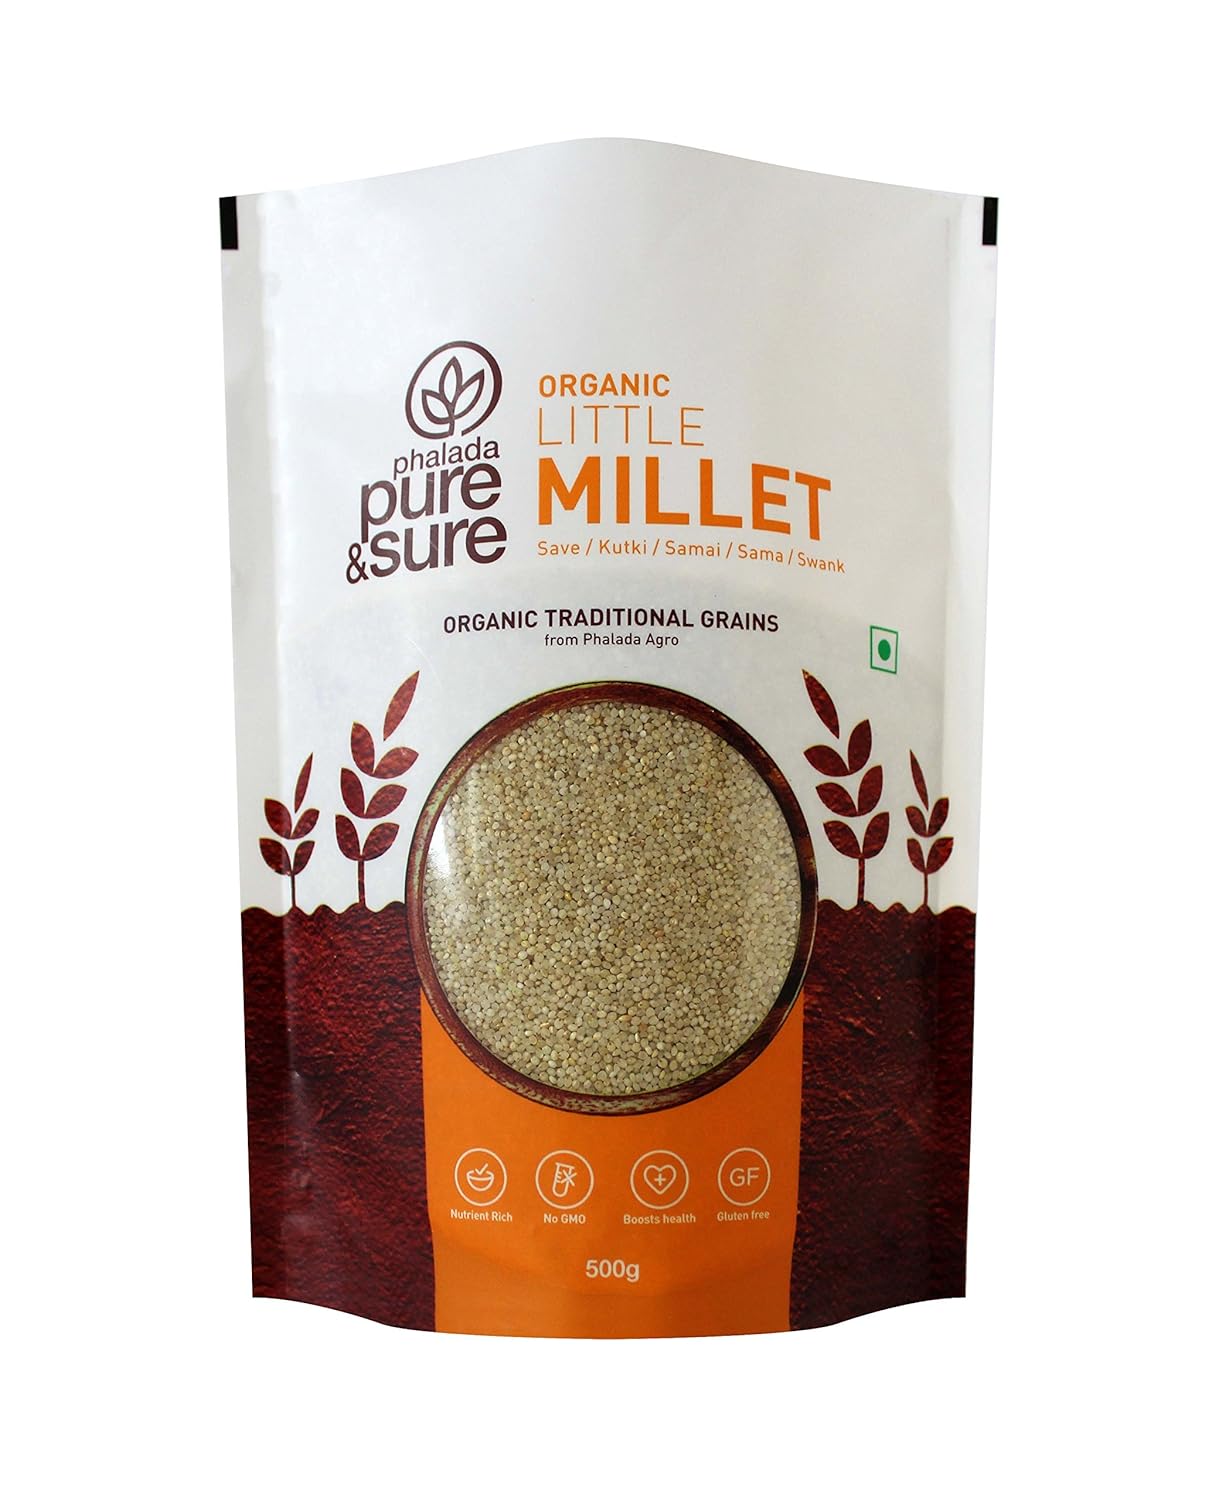 phalada
pure
&sure
ORGANIC
LITTLE
MILLET
Save / Kutki / Samai / Sama / Swank
ORGANIC TRADITIONAL GRAINS
from Phalada Agro
Nutrient Rich
No GMO
Boosts health
GF
Gluten free
500g